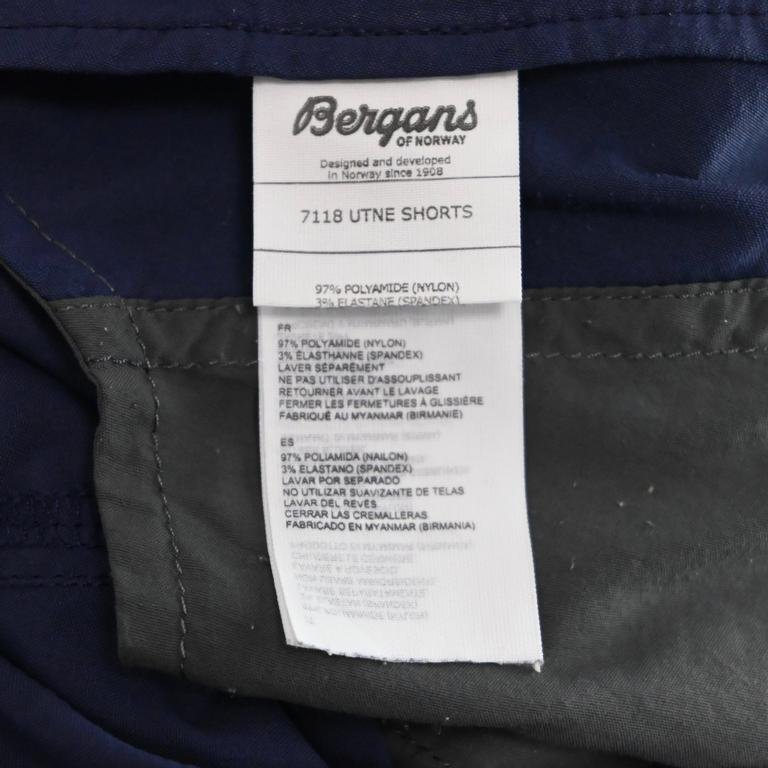 Bergans
OF NORWAY
Designed and developed
in Norway since 1908
7118 UTNE SHORTS
97% POLYAMIDE (NYLON)
3% ELASTANE (SPANDEX)
FR
97% POLYAMIDE (NYLON)
3% ÉLASTHANNE (SPANDEX)
LAVER SÉPARÉMENT
NE PAS UTILISER D'ASSOUPLISSANT
RETOURNER AVANT LE LAVAGE
FERMER LES FERMETURES À GLISSIÈRE
FABRIQUÉ AU MYANMAR (BIRMANIE)
ES
97% POLIAMIDA (NAILON)
3% ELASTANO (SPANDEX)
LAVAR POR SEPARADO
NO UTILIZAR SUAVIZANTE DE TELAS
LAVAR DEL REVÉS
CERRAR LAS CREMALLERAS
FABRICADO EN MYANMAR (BIRMANIA)